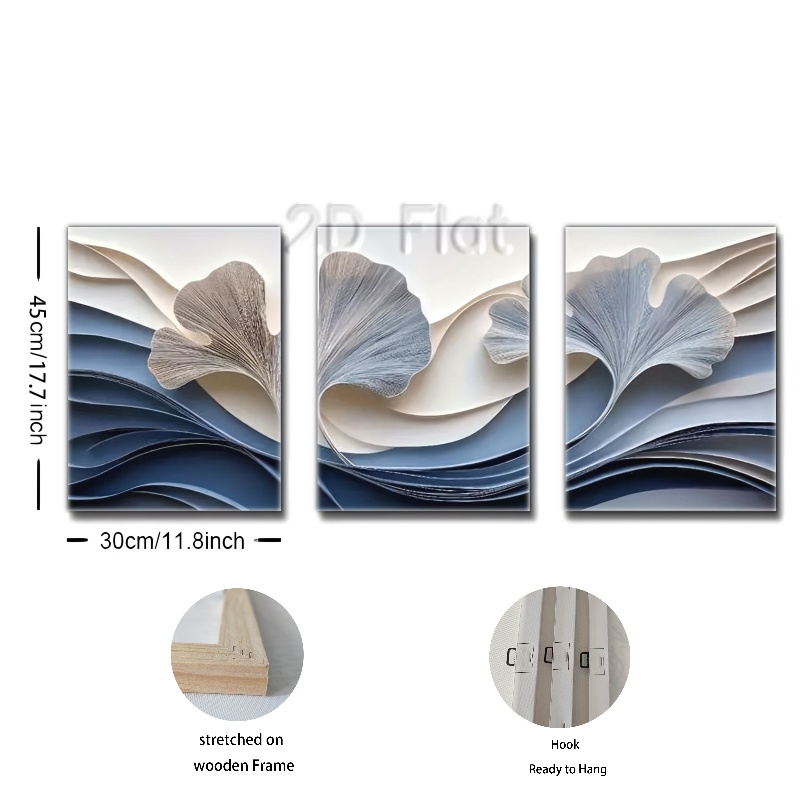 2D Flat
45cm/17.7inch
30cm/11.8inch
stretched on
wooden Frame
Hook
Ready to Hang